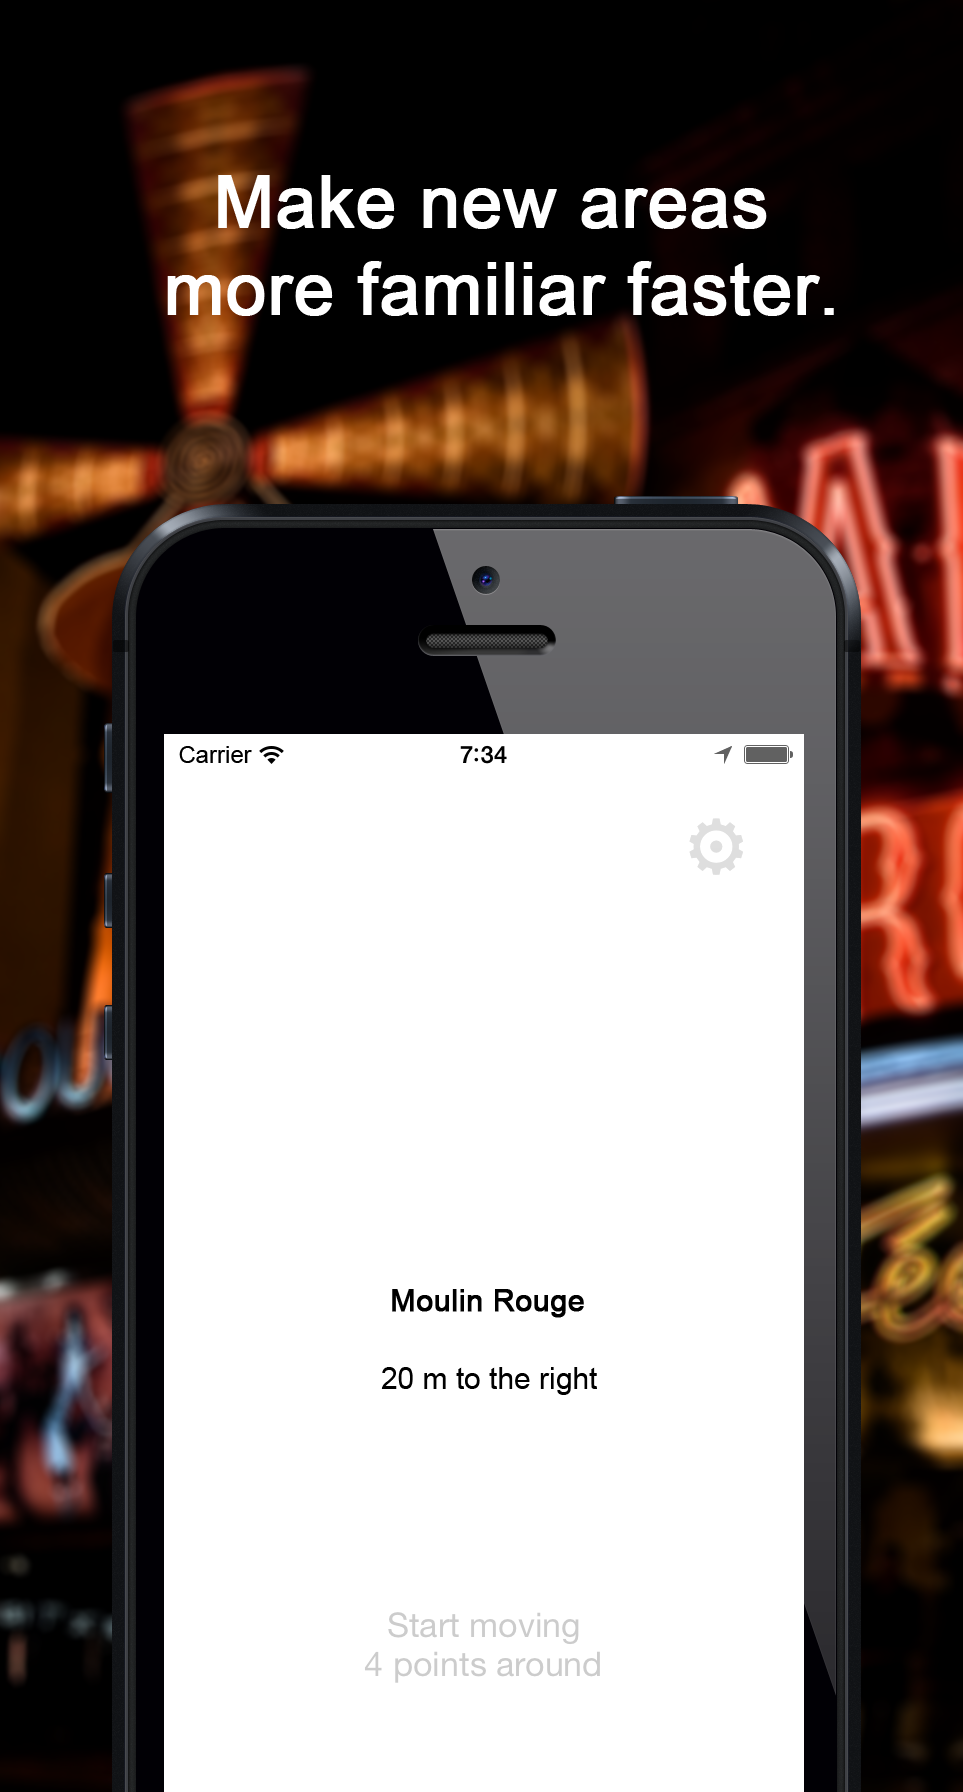 Make new areas
more familiar faster.
Carrier
7:34
Moulin Rouge
20 m to the right
Start moving
4 points around